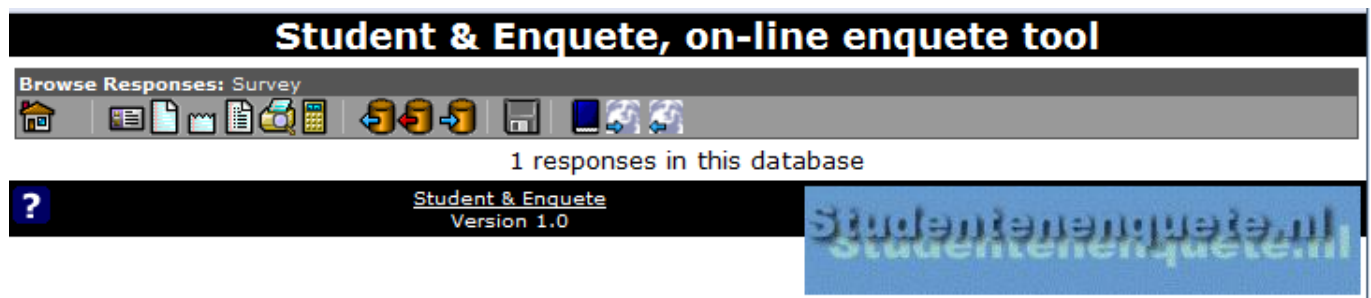 Student & Enquete, on-line enquete tool
Browse Responses: Survey
1 responses in this database
?
Student & Enquete
Version 1.0
Studentenenquete.nl